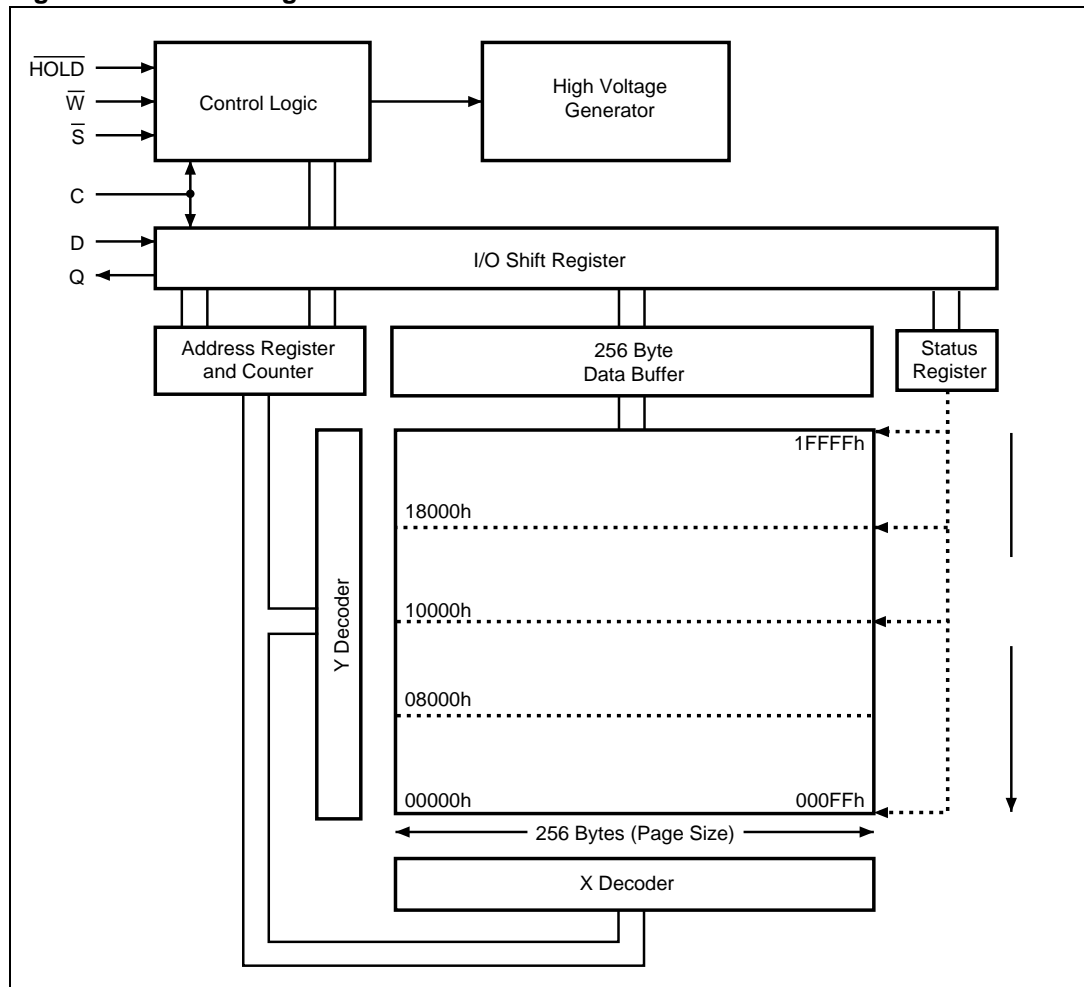 HOLD
W
S
C
D
Q
Control Logic
High Voltage
Generator
I/O Shift Register
Address Register
and Counter
256 Byte
Data Buffer
Status
Register
1FFFFh
18000h
10000h
08000h
00000h
000FFh
Y Decoder
256 Bytes (Page Size)
X Decoder